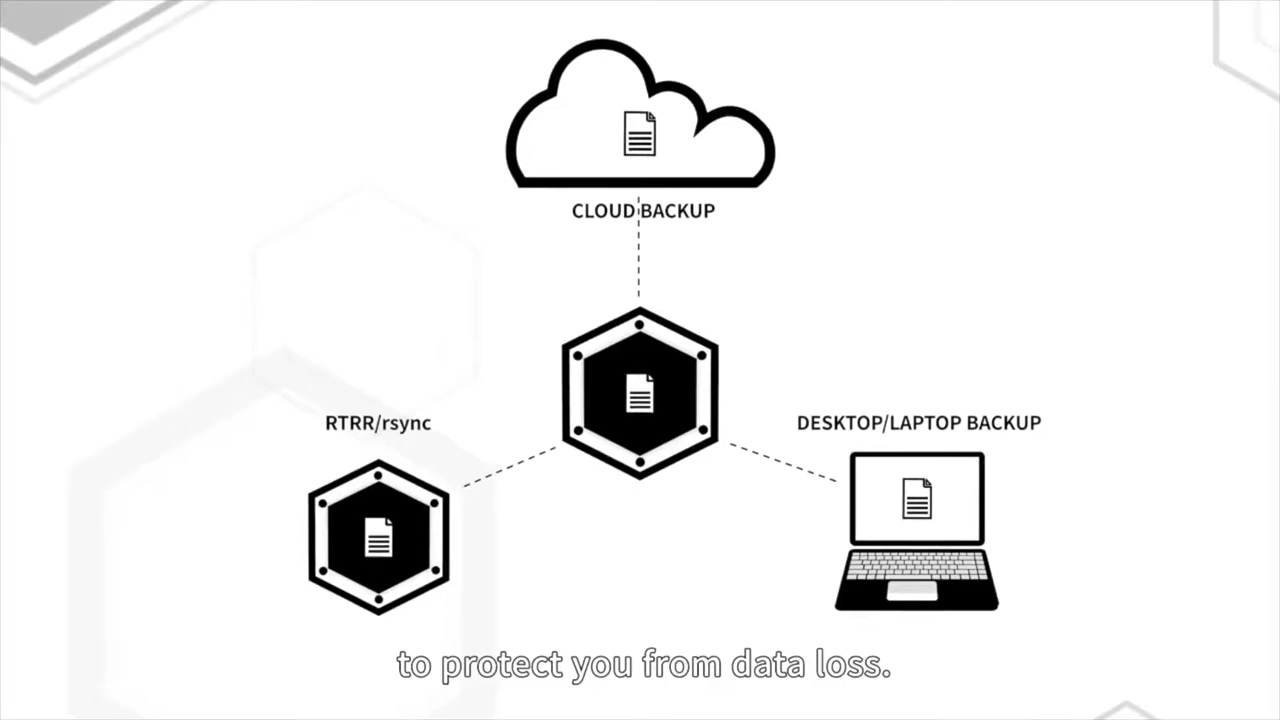 CLOUD BACKUP
RTRR/rsync
DESKTOP/LAPTOP BACKUP
to protect you from data loss.